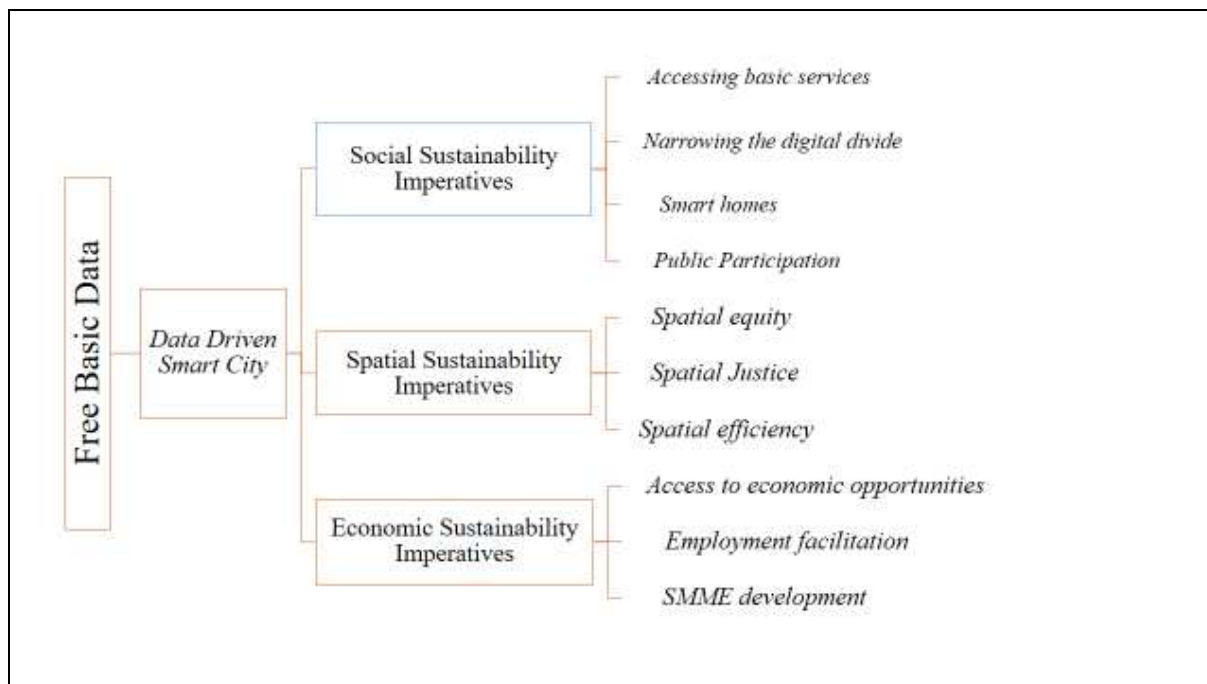 Free Basic Data
Data Driven
Smart City
Social Sustainability
Imperatives
Accessing basic services
Narrowing the digital divide
Smart homes
Public Participation
Spatial Sustainability
Imperatives
Spatial equity
Spatial Justice
Spatial efficiency
Economic Sustainability
Imperatives
Access to economic opportunities
Employment facilitation
SMME development